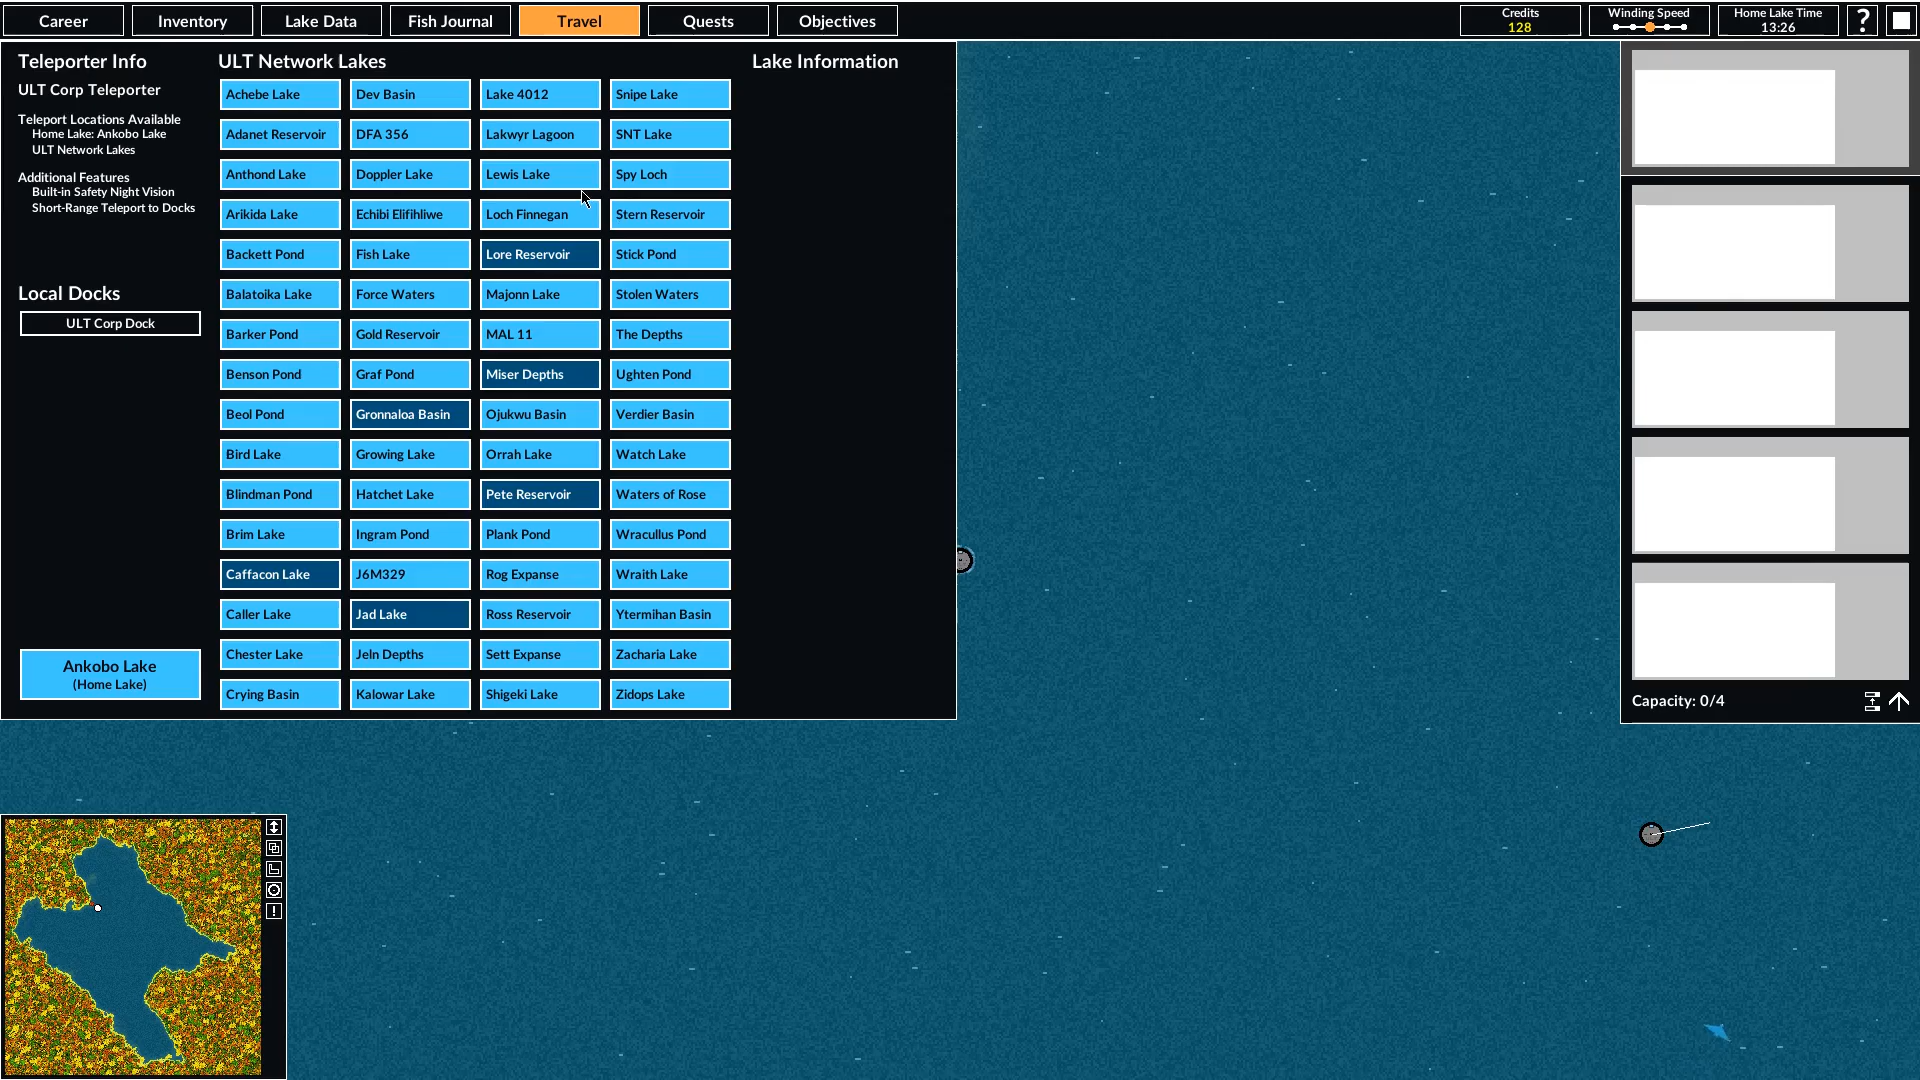 Career
Inventory
Lake Data
Fish Journal
Travel
Quests
Objectives
Credits
128
Winding Speed
Home Lake Time
13:26
?
Teleporter Info
ULT Corp Teleporter
Teleport Locations Available
Home Lake: Ankobo Lake
ULT Network Lakes
Additional Features
Built-in Safety Night Vision
Short-Range Teleport to Docks
Local Docks
ULT Corp Dock
Ankobo Lake
(Home Lake)
ULT Network Lakes
Achebe Lake
Adanet Reservoir
Anthond Lake
Arikida Lake
Backett Pond
Balatoika Lake
Barker Pond
Benson Pond
Beol Pond
Bird Lake
Blindman Pond
Brim Lake
Caffacon Lake
Caller Lake
Chester Lake
Crying Basin
Dev Basin
DFA 356
Doppler Lake
Echibi Elifihliwe
Fish Lake
Force Waters
Gold Reservoir
Graf Pond
Gronnaloa Basin
Growing Lake
Hatchet Lake
Ingram Pond
J6M329
Jad Lake
Jeln Depths
Kalowar Lake
Lake 4012
Lakwyr Lagoon
Lewis Lake
Loch Finnegan
Lore Reservoir
Majonn Lake
MAL 11
Miser Depths
Ojukwu Basin
Orrah Lake
Pete Reservoir
Plank Pond
Rog Expanse
Ross Reservoir
Sett Expanse
Shigeki Lake
Snipe Lake
SNT Lake
Spy Loch
Stern Reservoir
Stick Pond
Stolen Waters
The Depths
Ughten Pond
Verdier Basin
Watch Lake
Waters of Rose
Wracullus Pond
Wraith Lake
Ytermihan Basin
Zacharia Lake
Zidops Lake
Lake Information
Capacity: 0/4
!